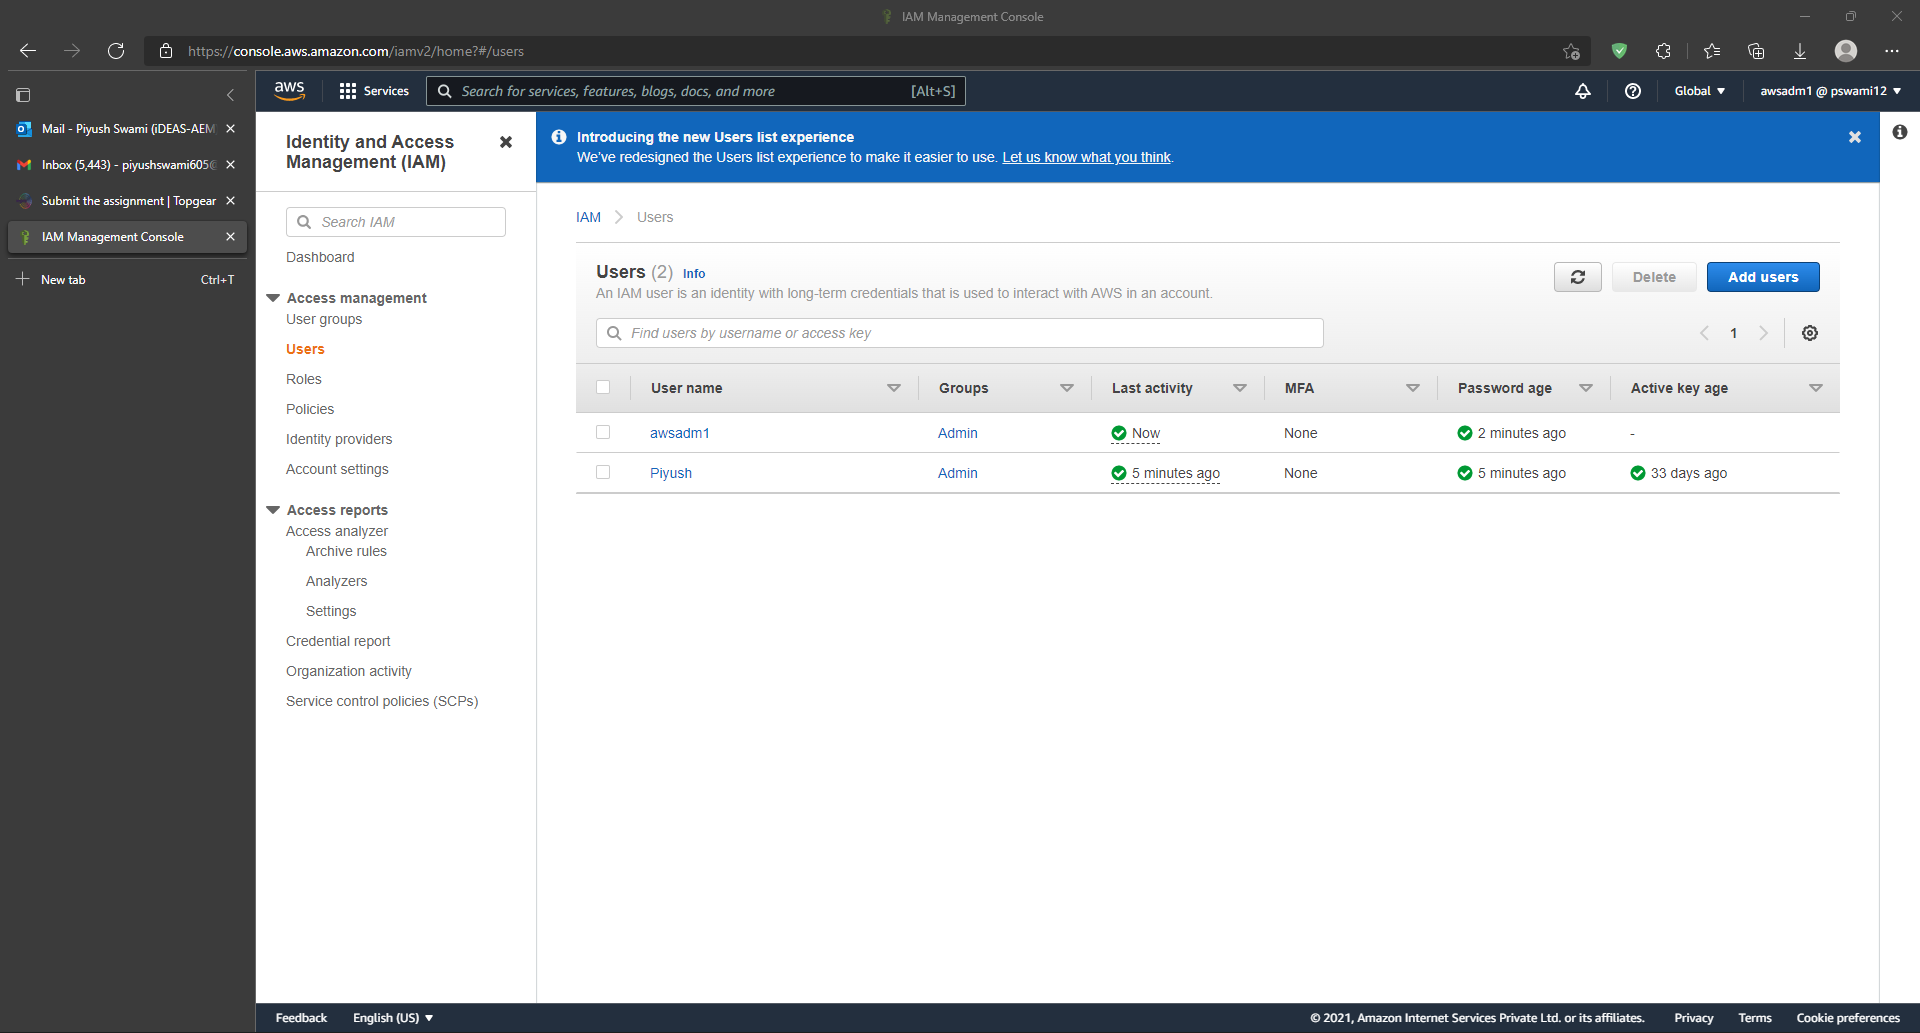 IAM Management Console
https://console.aws.amazon.com/iamv2/home?#/users
Mail - Piyush Swami (iDEAS-AEM
Inbox (5,443) - piyushswami605@
Submit the assignment | Topgear
IAM Management Console
New tab Ctrl+T
aws Services Search for services, features, blogs, docs, and more [Alt+S] Global awsadm1 @ pswami12
Identity and Access
Management (IAM)
Search IAM
Dashboard
Access management
User groups
Users
Roles
Policies
Identity providers
Account settings
Access reports
Access analyzer
Archive rules
Analyzers
Settings
Credential report
Organization activity
Service control policies (SCPs)
Introducing the new Users list experience
We've redesigned the Users list experience to make it easier to use. Let us know what you think.
IAM Users
Users (2) Info
An IAM user is an identity with long-term credentials that is used to interact with AWS in an account.
Delete Add users
Find users by username or access key
1
User name Groups Last activity MFA Password age Active key age
awsadm1 Admin Now None 2 minutes ago -
Piyush Admin 5 minutes ago None 5 minutes ago 33 days ago
Feedback English (US) © 2021, Amazon Internet Services Private Ltd. or its affiliates. Privacy Terms Cookie preferences